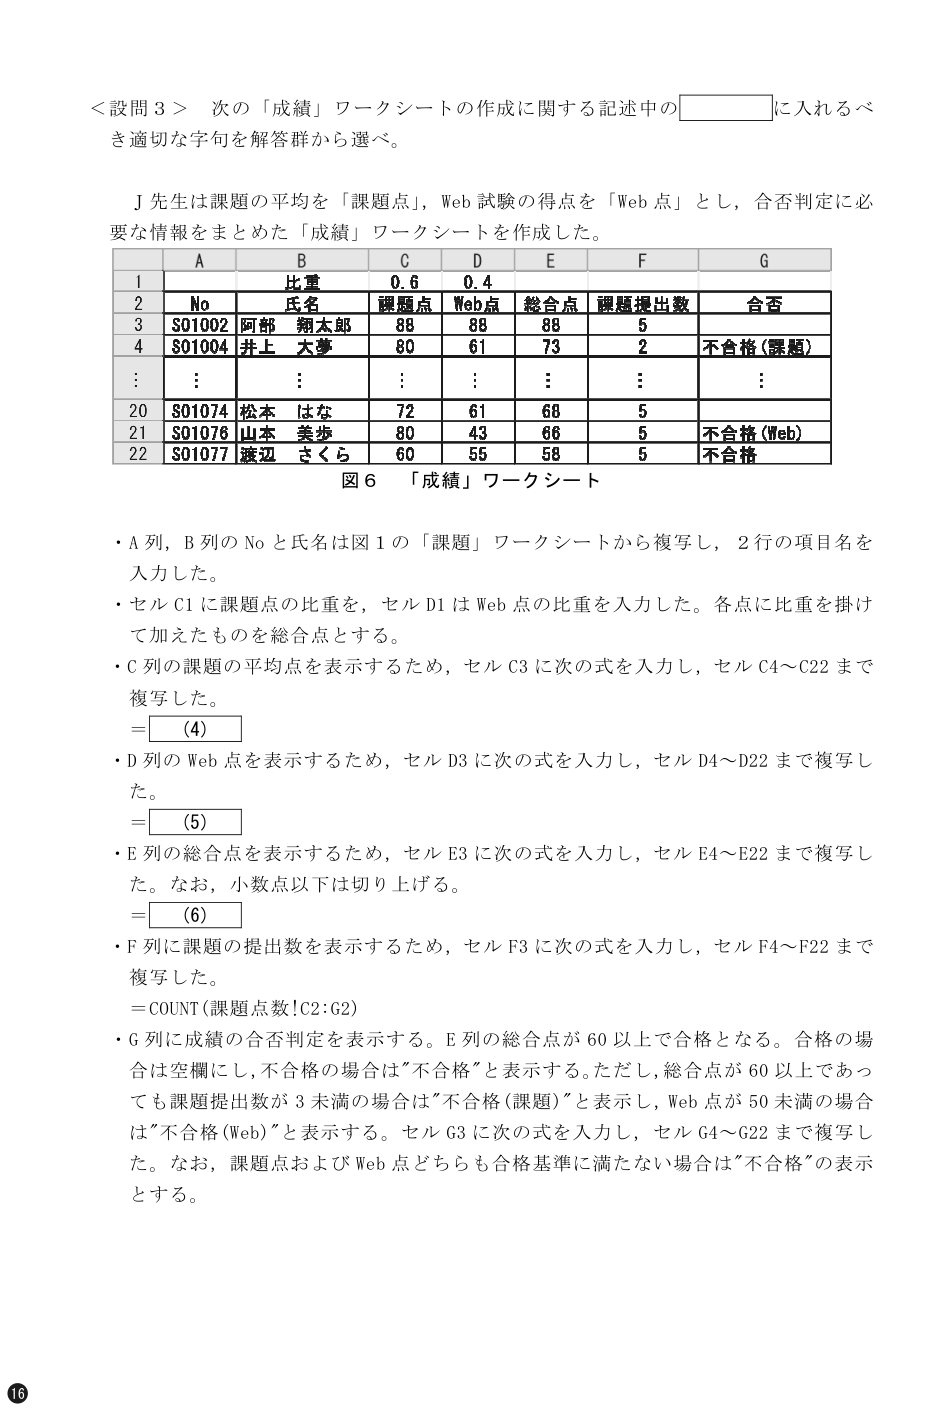 ＜設問３＞　次の「成績」ワークシートの作成に関する記述中の　　　　に入れるべ
き適切な字句を解答群から選べ。
J 先生は課題の平均を「課題点」，Web 試験の得点を「Web 点」とし，合否判定に必
要な情報をまとめた「成績」ワークシートを作成した。
A B C D E F G
1 比重 0.6 0.4
2 No 氏名 課題点 Web点 総合点 課題提出数 合否
3 S01002 阿部　翔太郎 88 88 88 5
4 S01004 井上　大夢 80 61 73 2 不合格(課題)
⋮ ⋮ ⋮ ⋮ ⋮ ⋮ ⋮ ⋮
20 S01074 松本　はな 72 61 68 5
21 S01076 山本　美歩 80 43 66 5 不合格(Web)
22 S01077 渡辺　さくら 60 55 58 5 不合格
図６　「成績」ワークシート
・A 列，B 列の No と氏名は図１の「課題」ワークシートから複写し，２行の項目名を
入力した。
・セル C1 に課題点の比重を，セル D1 は Web 点の比重を入力した。各点に比重を掛け
て加えたものを総合点とする。
・C 列の課題の平均点を表示するため，セル C3 に次の式を入力し，セル C4～C22 まで
複写した。
＝ (4)
・D 列の Web 点を表示するため，セル D3 に次の式を入力し，セル D4～D22 まで複写し
た。
＝ (5)
・E 列の総合点を表示するため，セル E3 に次の式を入力し，セル E4～E22 まで複写し
た。なお，小数点以下は切り上げる。
＝ (6)
・F 列に課題の提出数を表示するため，セル F3 に次の式を入力し，セル F4～F22 まで
複写した。
＝COUNT(課題点数!C2:G2)
・G 列に成績の合否判定を表示する。E 列の総合点が 60 以上で合格となる。合格の場
合は空欄にし，不合格の場合は"不合格"と表示する。ただし，総合点が 60 以上であっ
ても課題提出数が 3 未満の場合は"不合格(課題)"と表示し，Web 点が 50 未満の場合
は"不合格(Web)"と表示する。セル G3 に次の式を入力し，セル G4～G22 まで複写し
た。なお，課題点および Web 点どちらも合格基準に満たない場合は"不合格"の表示
とする。
16